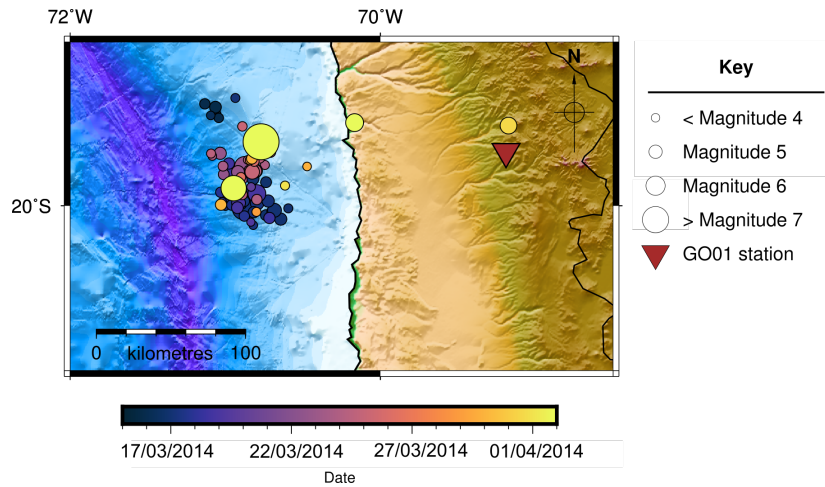 72˚W 70˚W
N
20˚S
0 kilometres 100
Key
< Magnitude 4
Magnitude 5
Magnitude 6
> Magnitude 7
GO01 station
17/03/2014 22/03/2014 27/03/2014 01/04/2014
Date